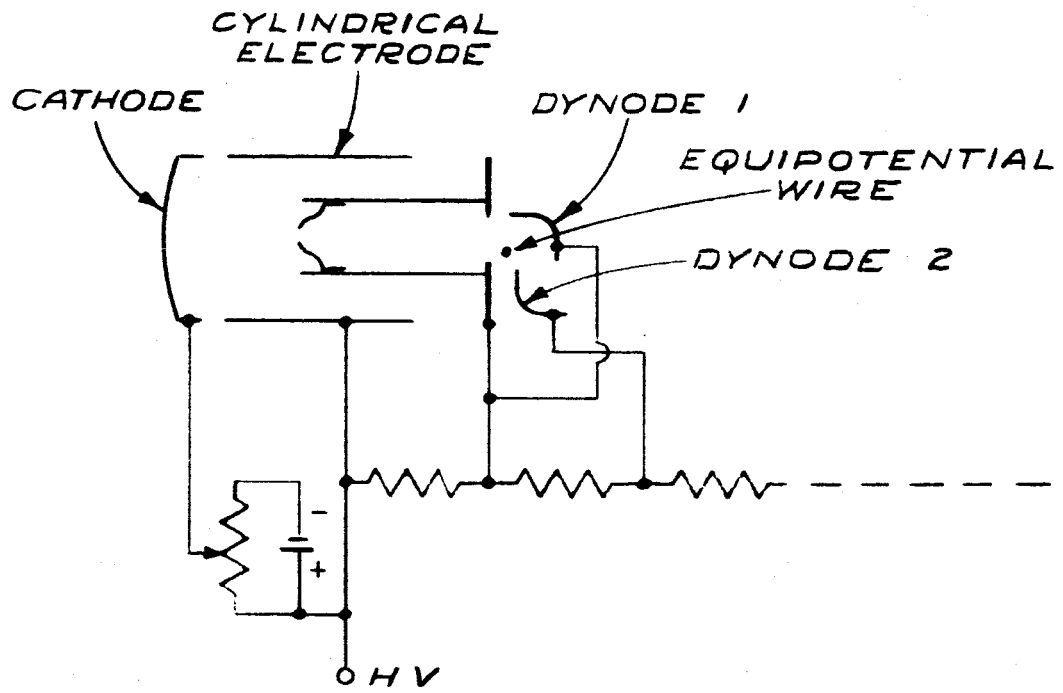 CYLINDRICAL
ELECTRODE
CATHODE
DYNODE 1
EQUIPOTENTIAL
WIRE
DYNODE 2
-
+
HV